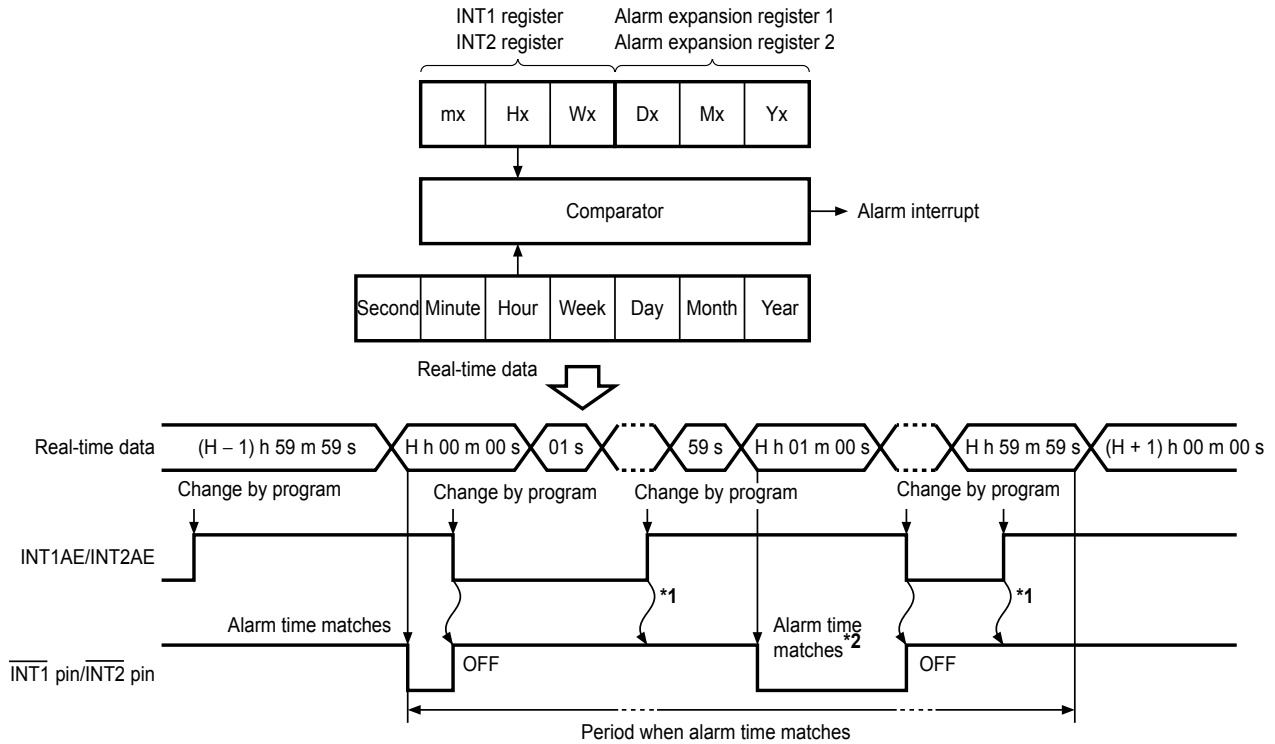 INT1 register Alarm expansion register 1
INT2 register Alarm expansion register 2
mx Hx Wx Dx Mx Yx
Comparator
Alarm interrupt
Second Minute Hour Week Day Month Year
Real-time data
Real-time data (H – 1) h 59 m 59 s H h 00 m 00 s 01 s 59 s H h 01 m 00 s H h 59 m 59 s (H + 1) h 00 m 00 s
Change by program Change by program Change by program Change by program
INT1AE/INT2AE
*1 *1
Alarm time matches Alarm time
matches*2
OFF OFF
INT1 pin/INT2 pin
Period when alarm time matches